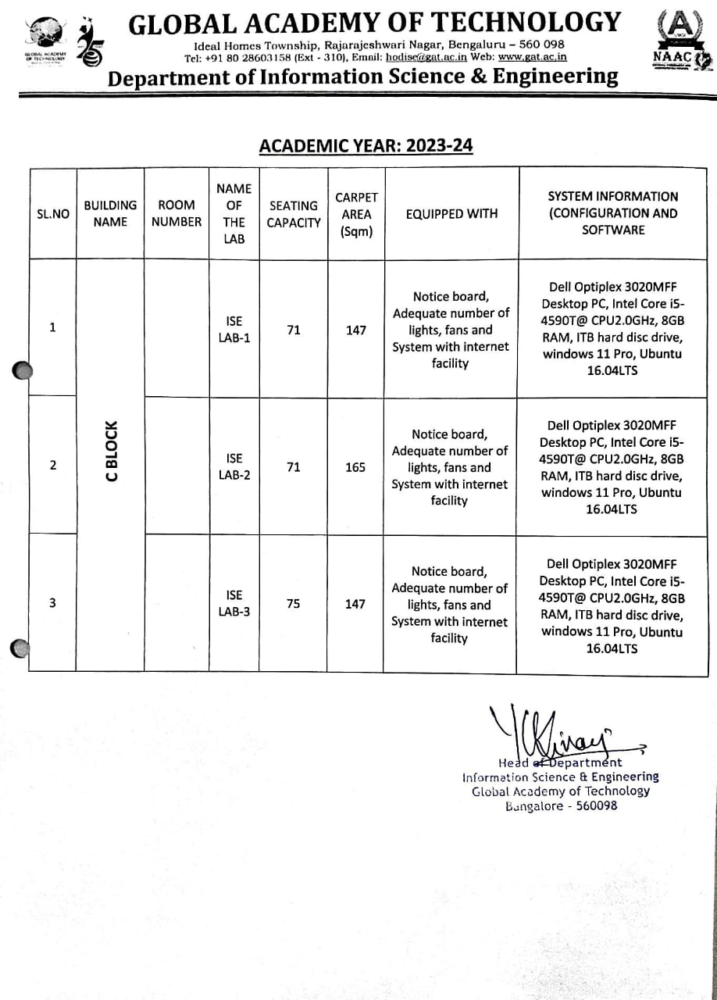 GLOBAL ACADEMY OF TECHNOLOGY
Ideal Homes Township, Rajarajeshwari Nagar, Bengaluru – 560 098
Tel: +91 80 28603158 (Ext - 310), Email: hodise@gat.ac.in Web: www.gat.ac.in
Department of Information Science & Engineering
GLOBAL ACADEMY
OF TECHNOLOGY
25
A
NAAC
ACADEMIC YEAR: 2023-24
SL.NO
BUILDING
NAME
ROOM
NUMBER
NAME
OF
THE
LAB
SEATING
CAPACITY
CARPET
AREA
(Sqm)
EQUIPPED WITH
SYSTEM INFORMATION
(CONFIGURATION AND
SOFTWARE
C BLOCK
1
ISE
LAB-1
71
147
Notice board,
Adequate number of
lights, fans and
System with internet
facility
Dell Optiplex 3020MFF
Desktop PC, Intel Core i5-
4590T@ CPU2.0GHz, 8GB
RAM, ITB hard disc drive,
windows 11 Pro, Ubuntu
16.04LTS
2
ISE
LAB-2
71
165
Notice board,
Adequate number of
lights, fans and
System with internet
facility
Dell Optiplex 3020MFF
Desktop PC, Intel Core i5-
4590T@ CPU2.0GHz, 8GB
RAM, ITB hard disc drive,
windows 11 Pro, Ubuntu
16.04LTS
3
ISE
LAB-3
75
147
Notice board,
Adequate number of
lights, fans and
System with internet
facility
Dell Optiplex 3020MFF
Desktop PC, Intel Core i5-
4590T@ CPU2.0GHz, 8GB
RAM, ITB hard disc drive,
windows 11 Pro, Ubuntu
16.04LTS
Head of Department
Information Science & Engineering
Global Academy of Technology
Bangalore - 560098